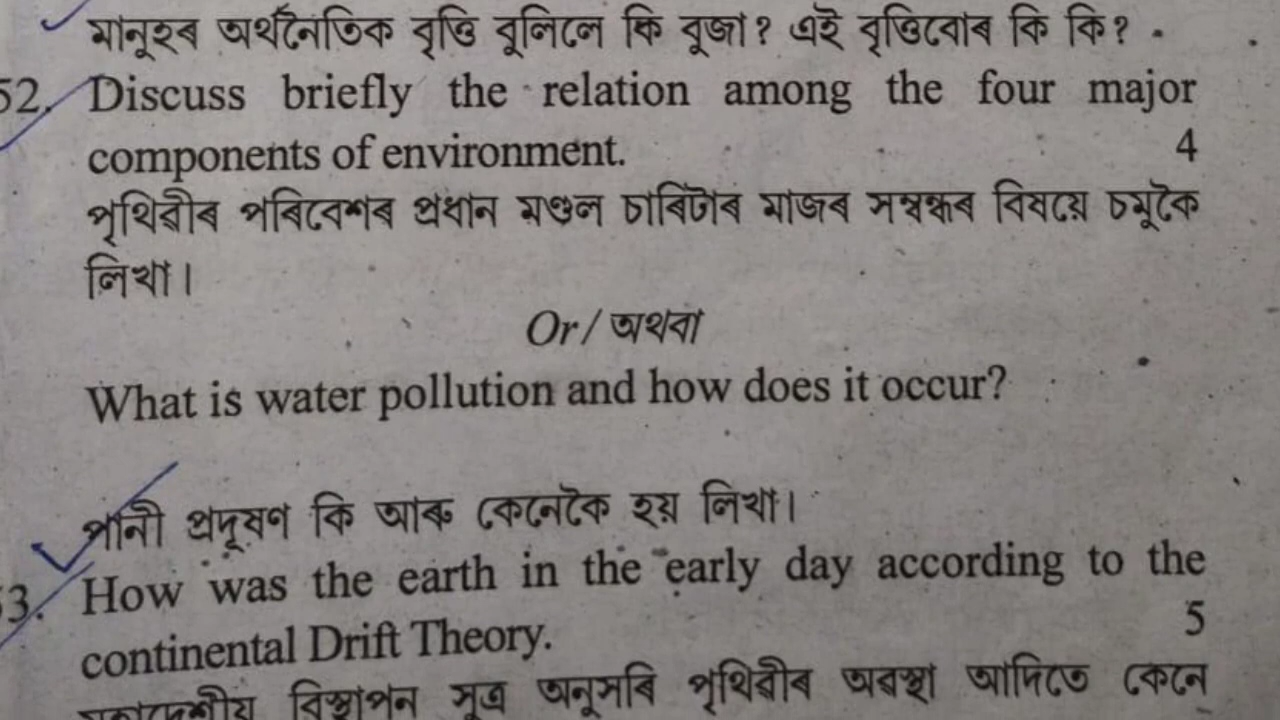 মানুহৰ অৰ্থনৈতিক বৃত্তি বুলিলে কি বুজা? এই বৃত্তিবোৰ কি কি?
52. Discuss briefly the relation among the four major
components of environment. 4
পৃথিৱীৰ পৰিবেশৰ প্ৰধান মণ্ডল চাৰিটাৰ মাজৰ সম্বন্ধৰ বিষয়ে চমুকৈ
লিখা।
Or / অথবা
What is water pollution and how does it occur?
পানী প্ৰদূষণ কি আৰু কেনেকৈ হয় লিখা।
53. How was the earth in the early day according to the
continental Drift Theory. 5
মহাদেশীয় বিস্থাপন সূত্ৰ অনুসৰি পৃথিৱীৰ অৱস্থা আদিতে কেনে